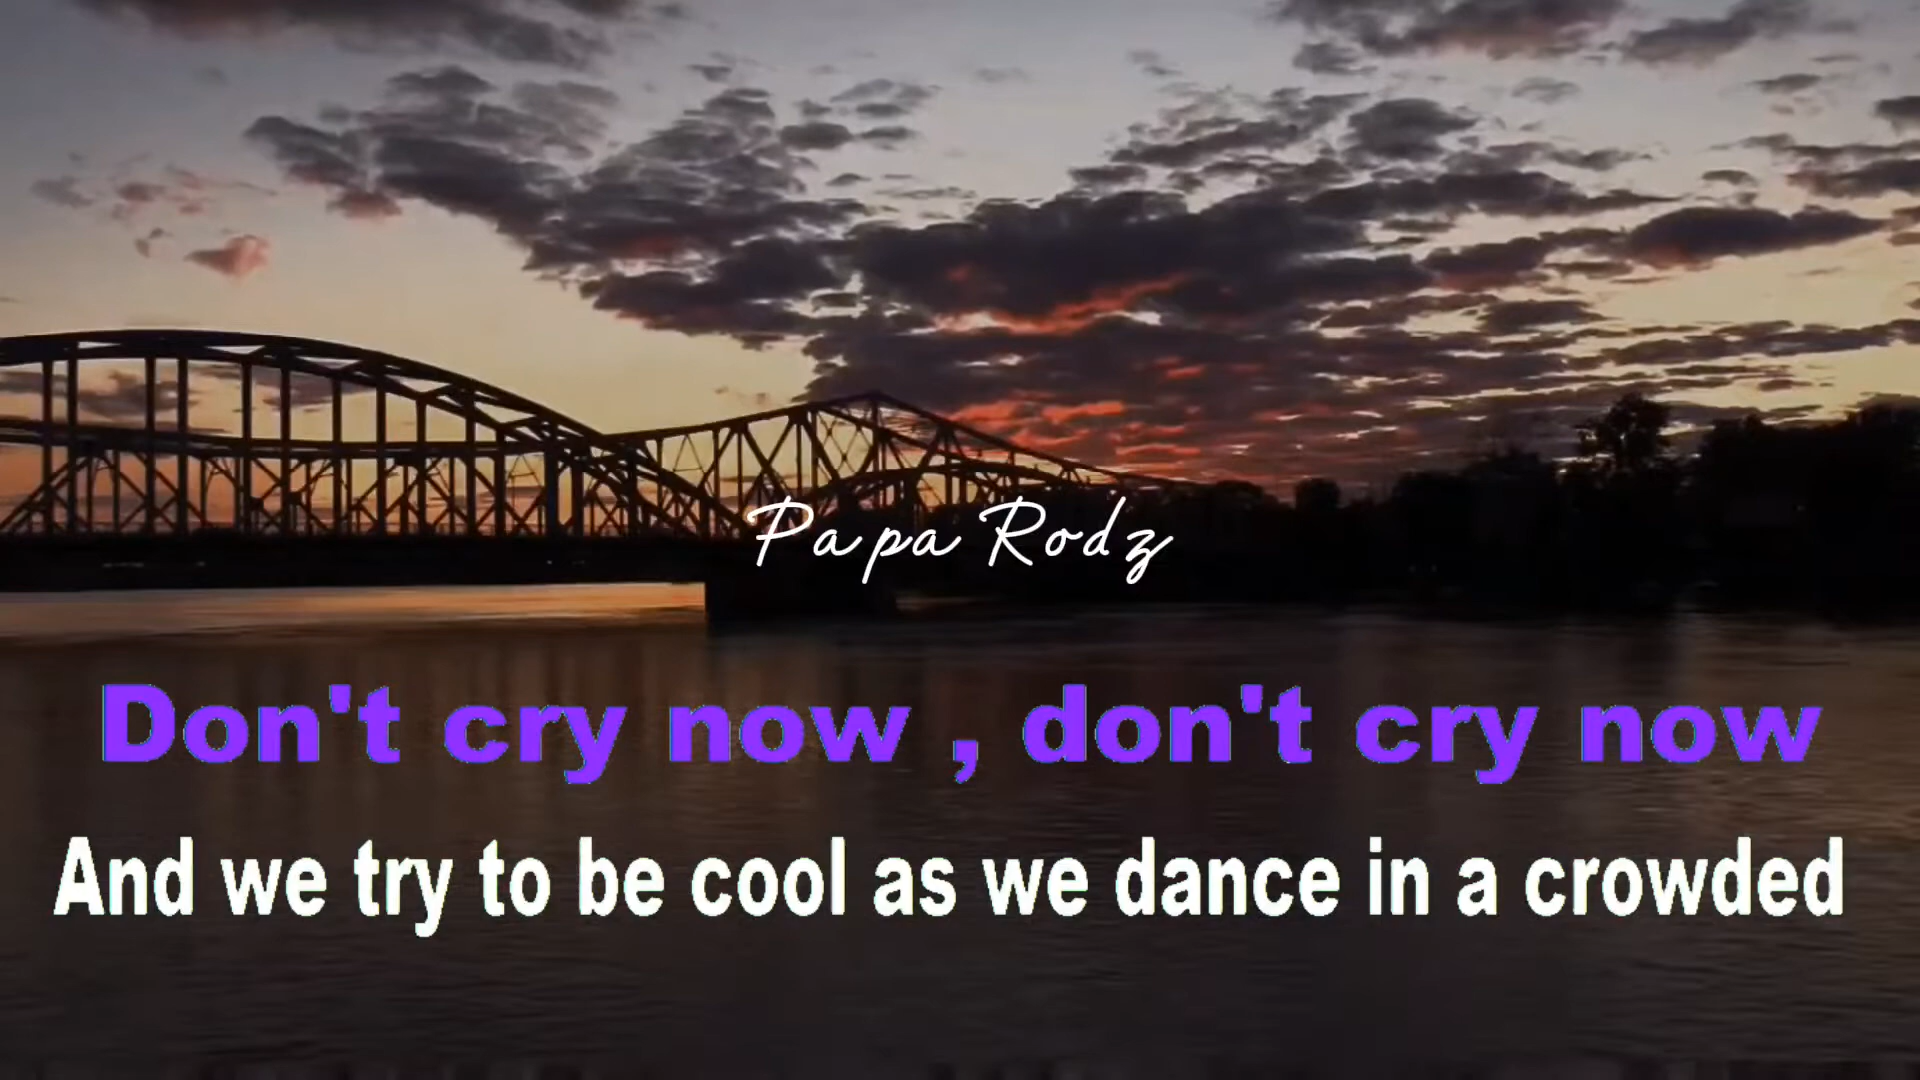 Papa Rodz
Don't cry now , don't cry now
And we try to be cool as we dance in a crowded